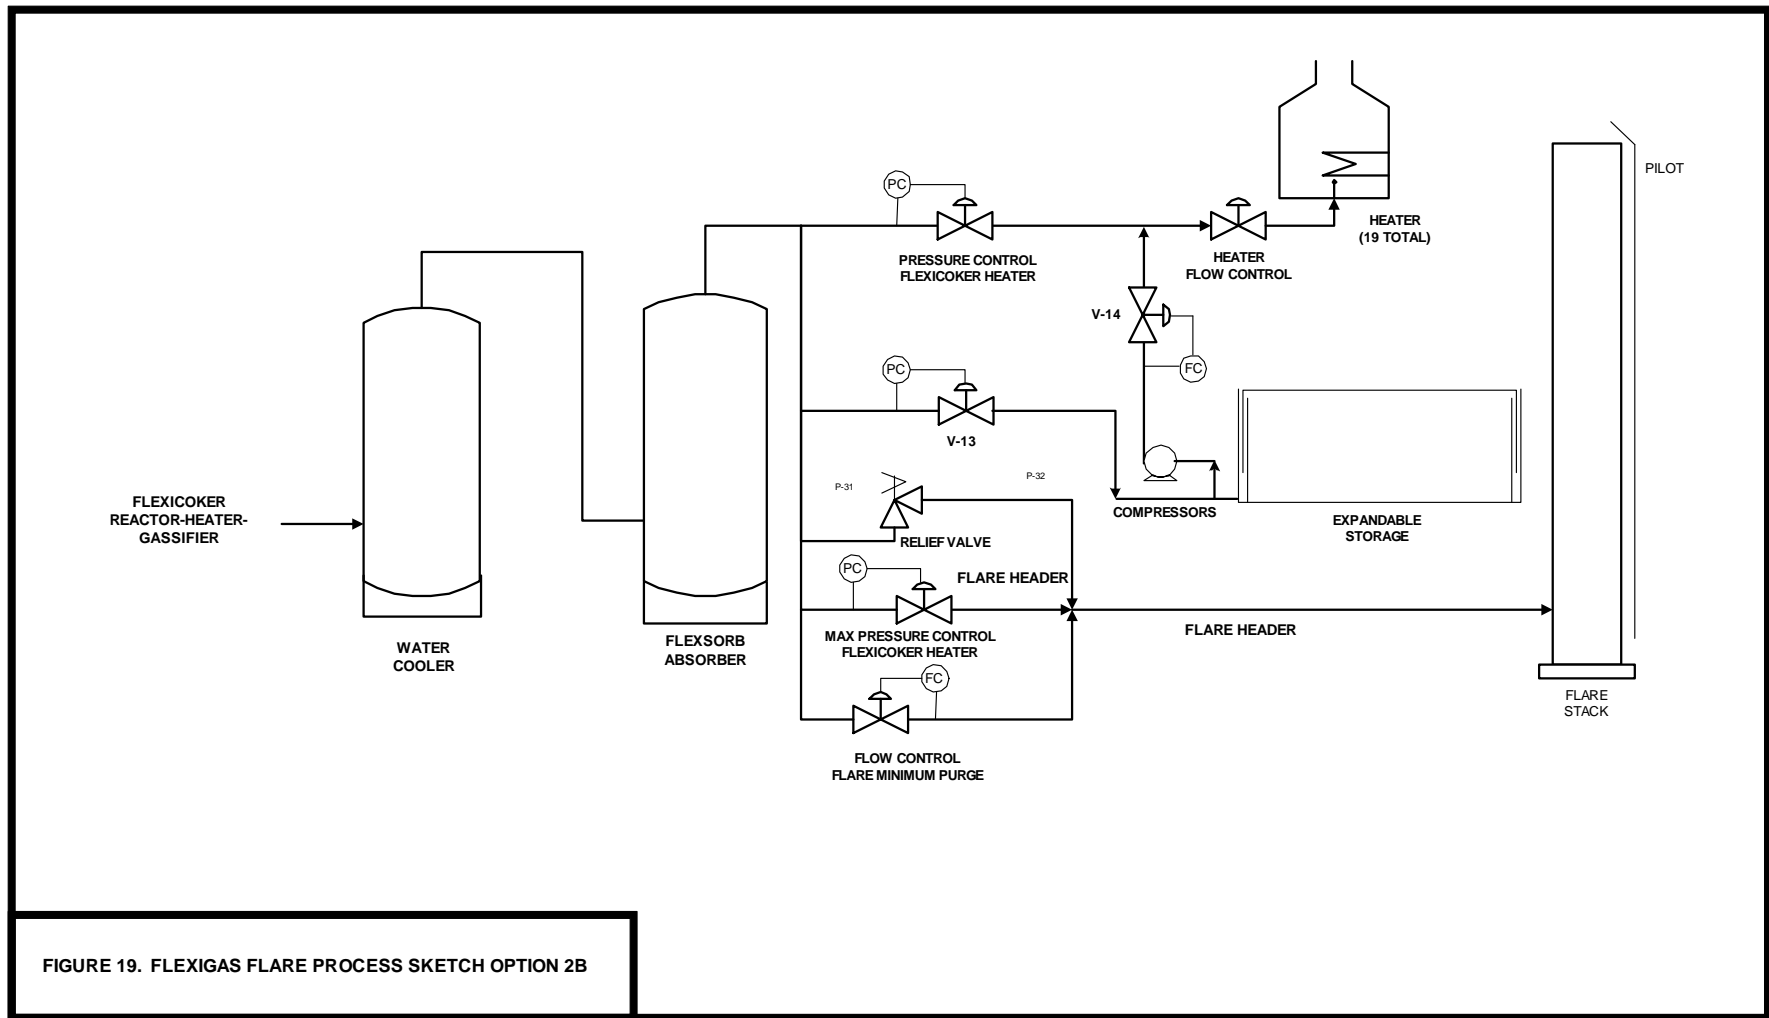 PILOT
PC
HEATER
(19 TOTAL)
PRESSURE CONTROL
FLEXICOKER HEATER
HEATER
FLOW CONTROL
V-14
PC
FC
V-13
P-31
P-32
FLEXICOKER
REACTOR-HEATER-
GASSIFIER
COMPRESSORS
EXPANDABLE
STORAGE
RELIEF VALVE
PC
FLARE HEADER
MAX PRESSURE CONTROL
FLEXICOKER HEATER
FLARE HEADER
WATER
COOLER
FLEXSORB
ABSORBER
FC
FLARE
STACK
FLOW CONTROL
FLARE MINIMUM PURGE
FIGURE 19. FLEXIGAS FLARE PROCESS SKETCH OPTION 2B